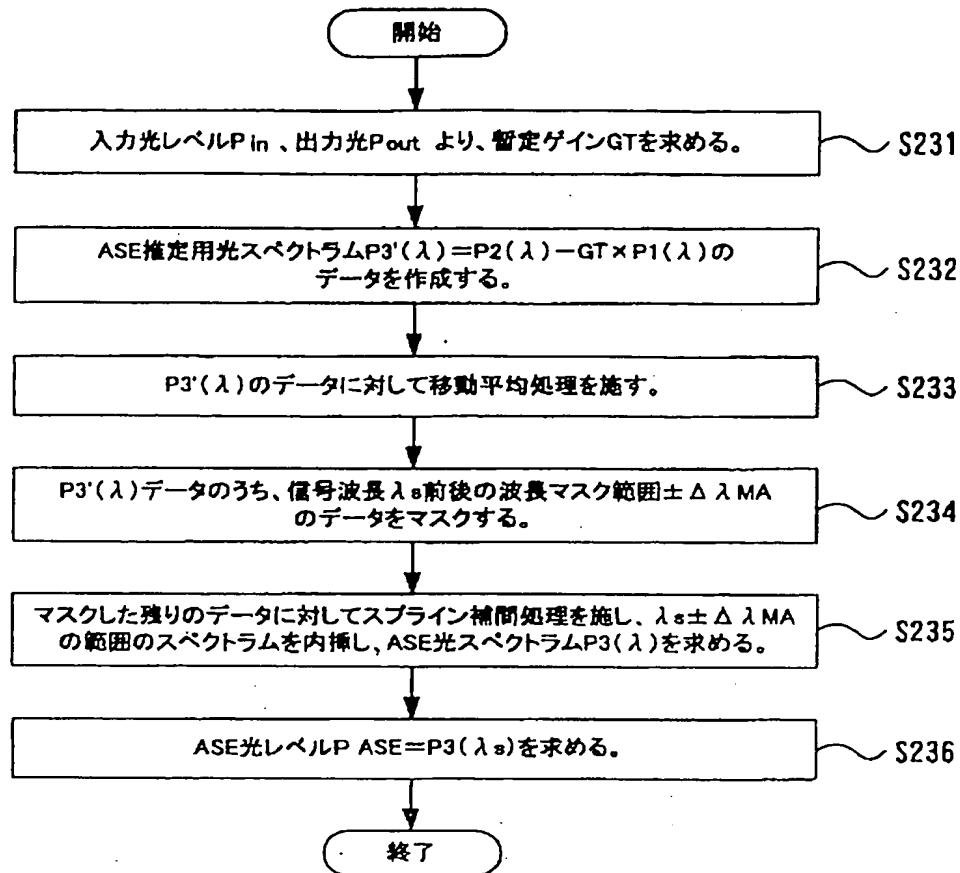 開始
入力光レベルP in 、出力光Pout より、暫定ゲインGTを求める。
S231
ASE推定用光スペクトラムP3'(λ)=P2(λ)-GT×P1(λ)の
データを作成する。
S232
P3'(λ)のデータに対して移動平均処理を施す。
S233
P3'(λ)データのうち、信号波長λs前後の波長マスク範囲±ΔλMA
のデータをマスクする。
S234
マスクした残りのデータに対してスプライン補間処理を施し、λs±ΔλMA
の範囲のスペクトラムを内挿し、ASE光スペクトラムP3(λ)を求める。
S235
ASE光レベルP ASE=P3(λs)を求める。
S236
終了